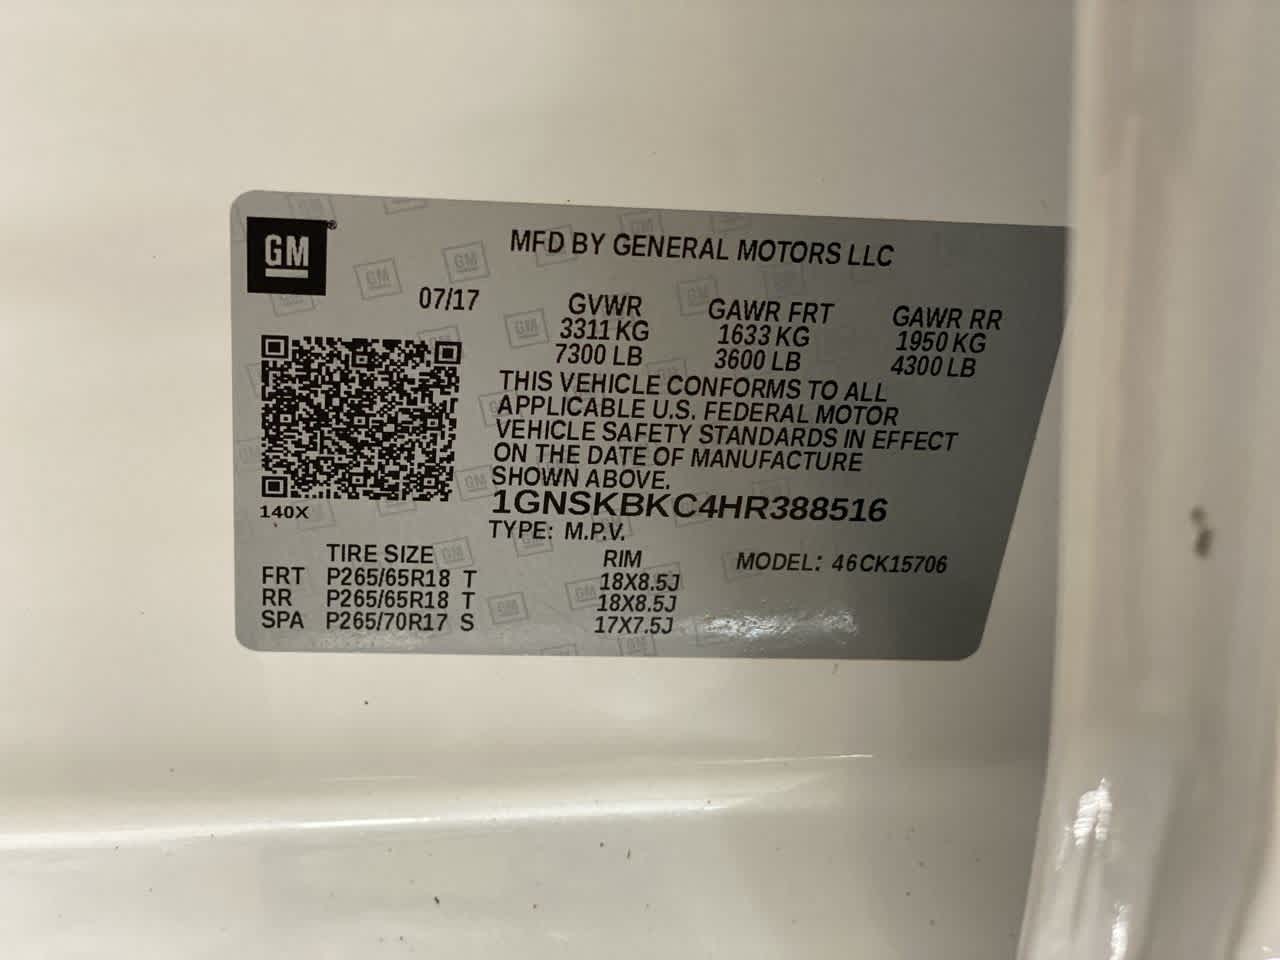 GM®
MFD BY GENERAL MOTORS LLC
07/17
GVWR GAWR FRT GAWR RR
3311 KG 1633 KG 1950 KG
7300 LB 3600 LB 4300 LB
THIS VEHICLE CONFORMS TO ALL
APPLICABLE U.S. FEDERAL MOTOR
VEHICLE SAFETY STANDARDS IN EFFECT
ON THE DATE OF MANUFACTURE
SHOWN ABOVE.
1GNSKBKC4HR388516
140X
TYPE: M.P.V.
TIRE SIZE RIM MODEL: 46CK15706
FRT P265/65R18 T 18X8.5J
RR P265/65R18 T 18X8.5J
SPA P265/70R17 S 17X7.5J